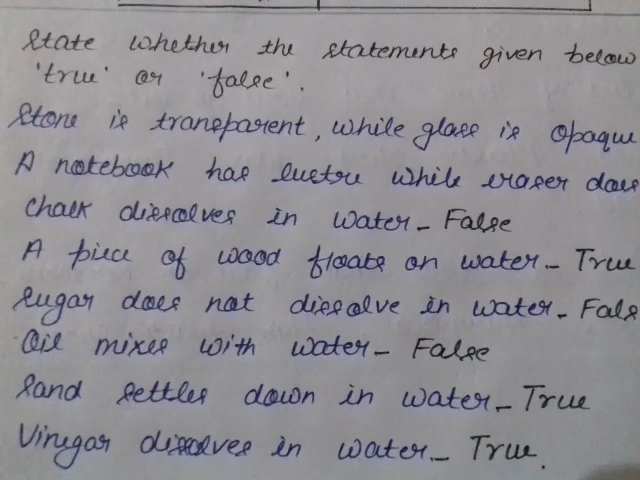 State whether the statements given below
'true' or 'false'.
Stone is transparent, while glass is opaque
A notebook has lustre while eraser does
Chalk dissolves in water - False
A piece of wood floats on water - True
Sugar does not dissolve in water - Fals
Oil mixes with water - False
Sand settles down in water - True
Vinegar dissolves in water - True.